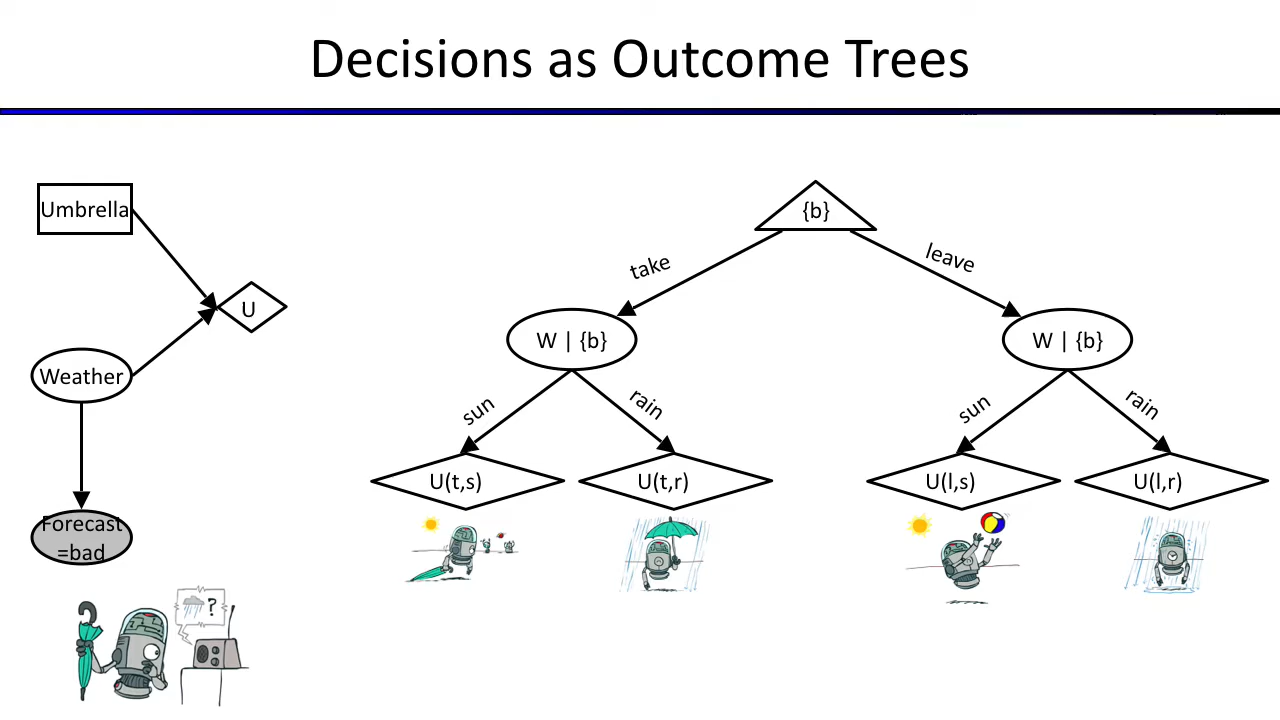 Decisions as Outcome Trees
Umbrella
U
Weather
Forecast
=bad
?
{b}
take
leave
W | {b}
W | {b}
sun
rain
sun
rain
U(t,s)
U(t,r)
U(l,s)
U(l,r)